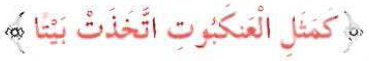 ﴿ كَمَثَلِ الْعَنكَبُوتِ اتَّخَذَتْ بَيْتًا ﴾